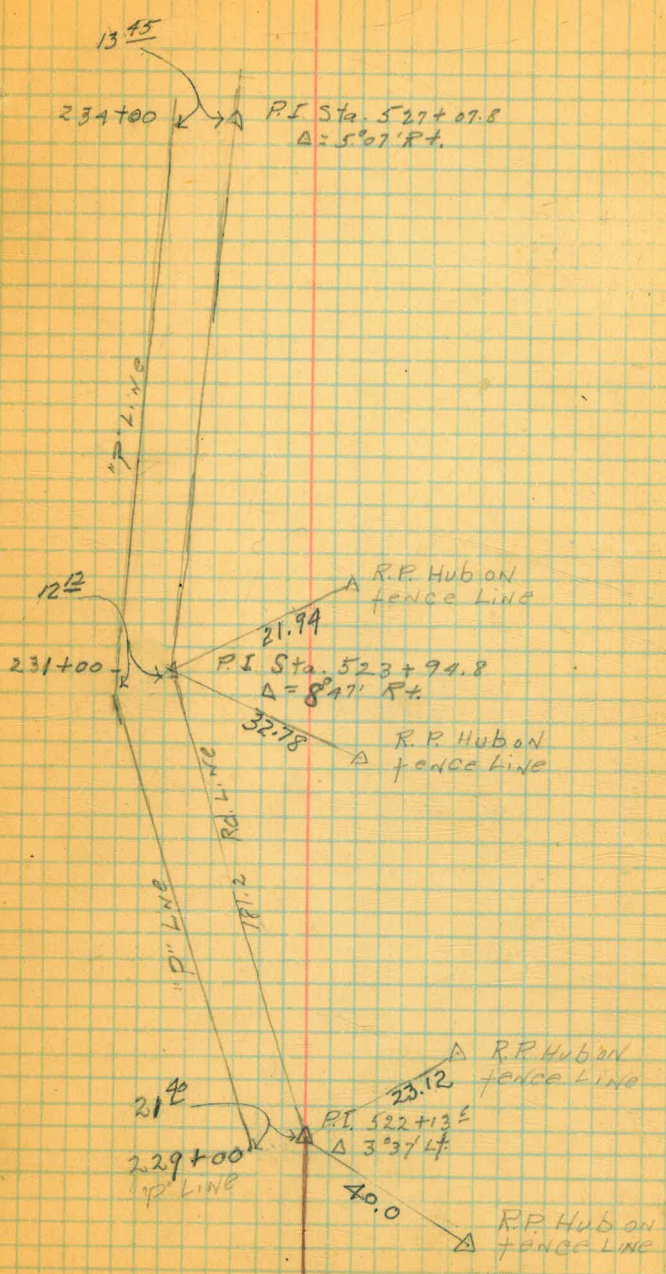 13 45
234+00
P.I Sta. 527+07.8
Δ = 5°07' Rt.
"P" LINE
R.P. Hub on
fence Line
12 12
21.94
231+00
P.I Sta. 523+94.8
Δ = 8°47' Rt.
32.78
R.P. Hub on
fence Line
Rd. Line
181.2
"P" LINE
R.P. Hub on
fence Line
23.12
21 40
P.I. 522+13 6
Δ 3°37' Lt.
229+00
"P" LINE
40.0
R.P. Hub on
fence Line